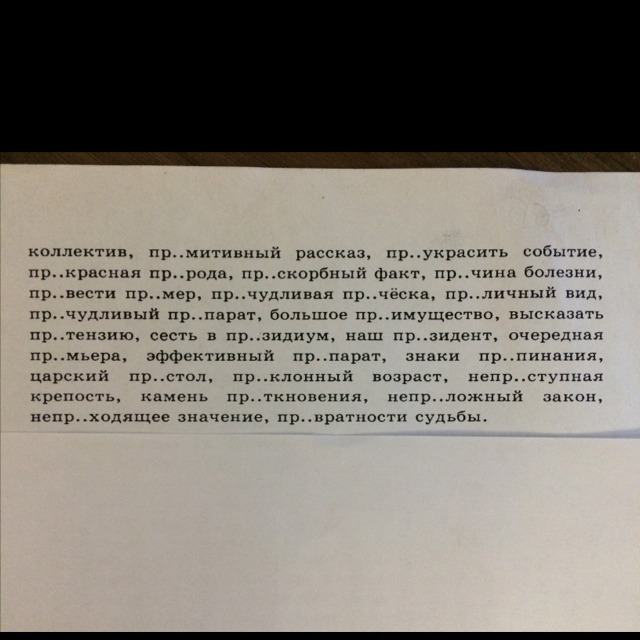 коллектив, пр..митивный рассказ, пр..украсить событие,
пр..красная пр..рода, пр..скорбный факт, пр..чина болезни,
пр..вести пр..мер, пр..чудливая пр..чёска, пр..личный вид,
пр..чудливый пр..парат, большое пр..имущество, высказать
пр..тензию, сесть в пр..зидиум, наш пр..зидент, очередная
пр..мьера, эффективный пр..парат, знаки пр..пинания,
царский пр..стол, пр..клонный возраст, непр..ступная
крепость, камень пр..ткновения, непр..ложный закон,
непр..ходящее значение, пр..вратности судьбы.